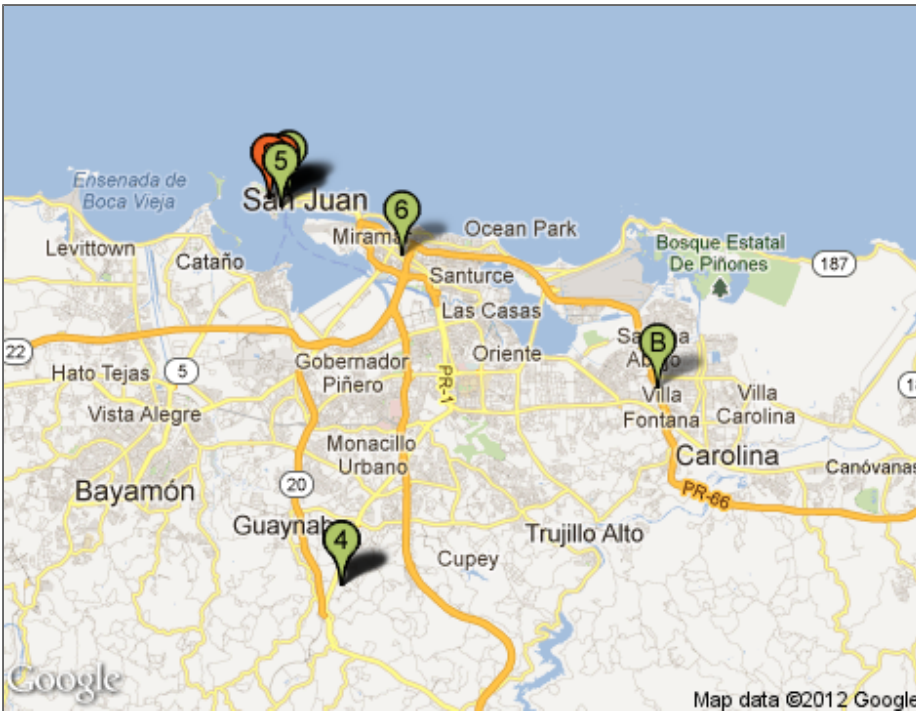 Ensenada de
Boca Vieja
5
San Juan
6
Levittown
Miramar
Ocean Park
Cataño
Bosque Estatal
De Piñones
187
Santurce
Las Casas
22
Hato Tejas
5
Gobernador
Piñero
PR-1
Oriente
Abajo
B
Vista Alegre
Villa
Fontana
Villa
Carolina
Monacillo
Urbano
Carolina
Canóvanas
20
Bayamón
PR-66
Guaynabo
4
Trujillo Alto
Cupey
Google
Map data ©2012 Google